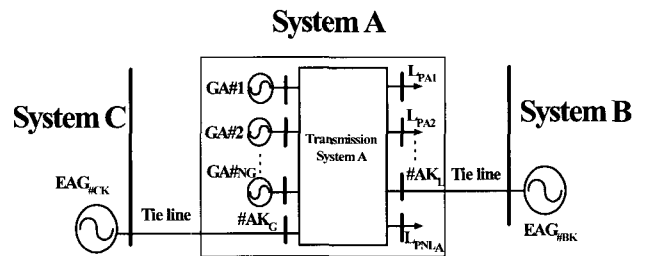 System A
System C
System B
GA#1
GA#2
GA#NG
#AKG
Transmission
System A
LPA1
LPA2
#AKL
LPNLA
EAG#CK
Tie line
Tie line
EAG#BK